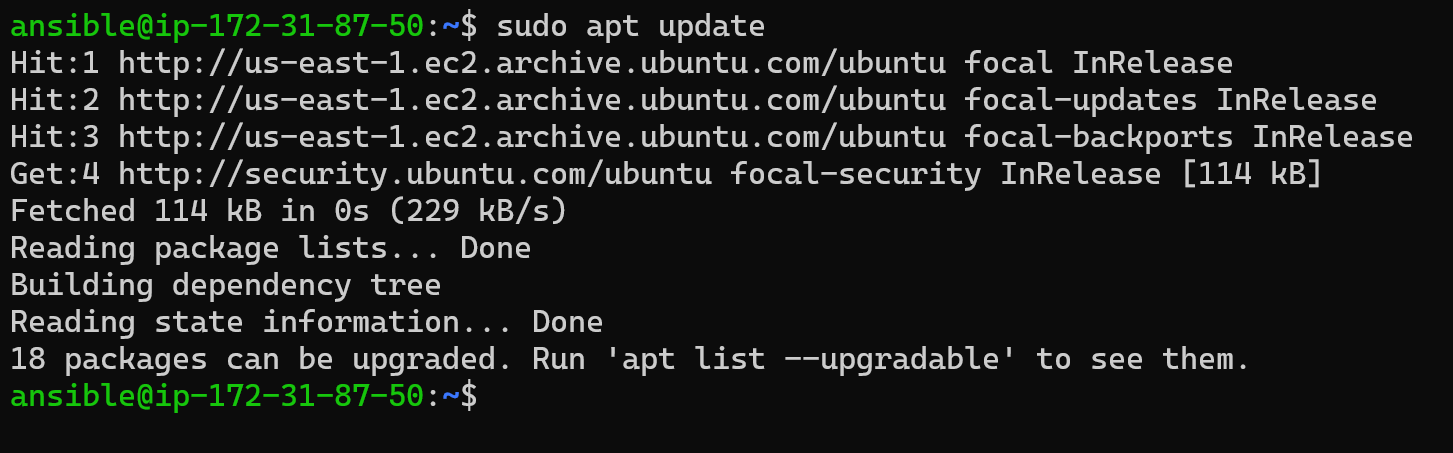 ansible@ip-172-31-87-50:~$ sudo apt update
Hit:1 http://us-east-1.ec2.archive.ubuntu.com/ubuntu focal InRelease
Hit:2 http://us-east-1.ec2.archive.ubuntu.com/ubuntu focal-updates InRelease
Hit:3 http://us-east-1.ec2.archive.ubuntu.com/ubuntu focal-backports InRelease
Get:4 http://security.ubuntu.com/ubuntu focal-security InRelease [114 kB]
Fetched 114 kB in 0s (229 kB/s)
Reading package lists... Done
Building dependency tree
Reading state information... Done
18 packages can be upgraded. Run 'apt list --upgradable' to see them.
ansible@ip-172-31-87-50:~$